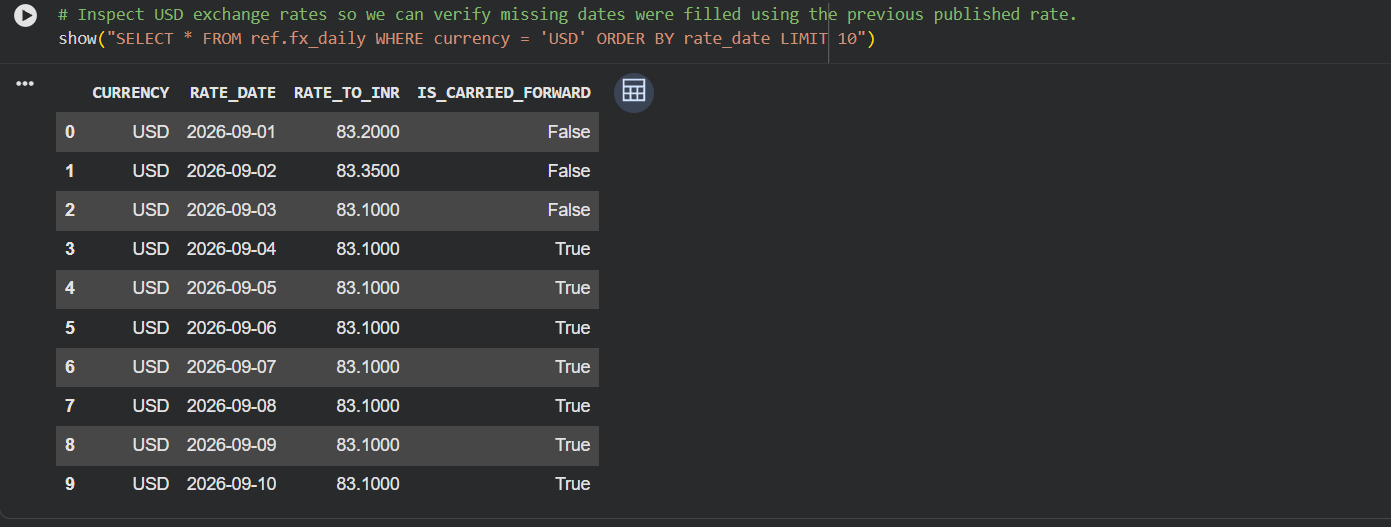 # Inspect USD exchange rates so we can verify missing dates were filled using the previous published rate.
show("SELECT * FROM ref.fx_daily WHERE currency = 'USD' ORDER BY rate_date LIMIT 10")
CURRENCY RATE_DATE RATE_TO_INR IS_CARRIED_FORWARD
0 USD 2026-09-01 83.2000 False
1 USD 2026-09-02 83.3500 False
2 USD 2026-09-03 83.1000 False
3 USD 2026-09-04 83.1000 True
4 USD 2026-09-05 83.1000 True
5 USD 2026-09-06 83.1000 True
6 USD 2026-09-07 83.1000 True
7 USD 2026-09-08 83.1000 True
8 USD 2026-09-09 83.1000 True
9 USD 2026-09-10 83.1000 True